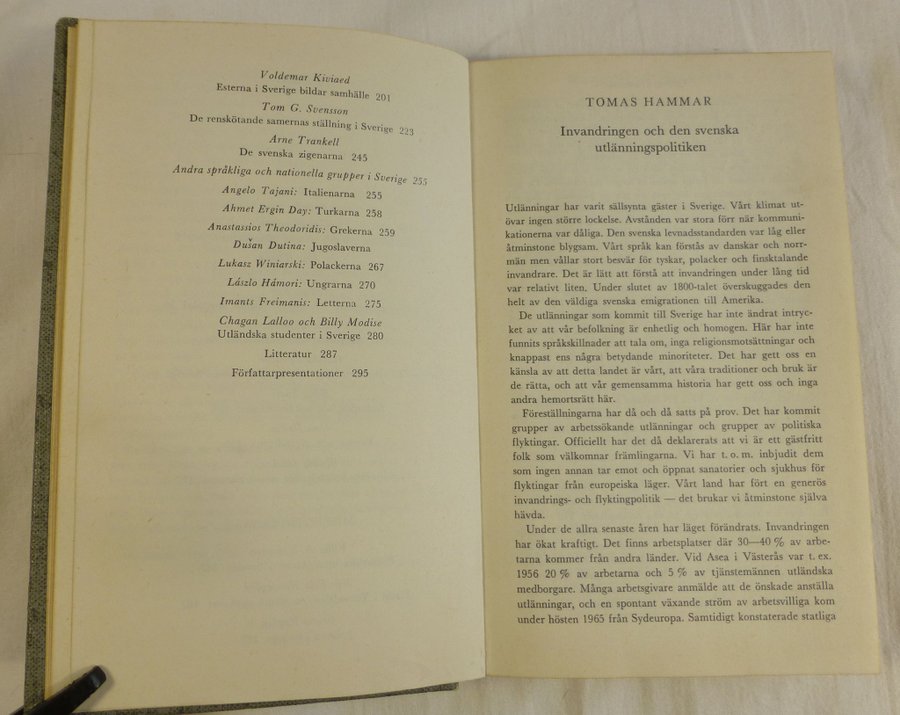 Voldemar Kiviaed
Esterna i Sverige bildar samhälle 201
Tom G. Svensson
De renskötande samernas ställning i Sverige 223
Arne Trankell
De svenska zigenarna 245
Andra språkliga och nationella grupper i Sverige 255
Angelo Tajani: Italienarna 255
Ahmet Ergin Day: Turkarna 258
Anastassios Theodoridis: Grekerna 259
Dušan Dutina: Jugoslaverna
Lukasz Winiarski: Polackerna 267
Lászlo Hámori: Ungrarna 270
Imants Freimanis: Letterna 275
Chagan Lalloo och Billy Modise
Utländska studenter i Sverige 280
Litteratur 287
Författarpresentationer 295
TOMAS HAMMAR
Invandringen och den svenska
utlänningspolitiken
Utlänningar har varit sällsynta gäster i Sverige. Vårt klimat ut-
övar ingen större lockelse. Avstånden var stora förr när kommuni-
kationerna var dåliga. Den svenska levnadsstandarden var låg eller
åtminstone blygsam. Vårt språk kan förstås av danskar och norr-
män men vållar stort besvär för tyskar, polacker och finsktalande
invandrare. Det är lätt att förstå att invandringen under lång tid
var relativt liten. Under slutet av 1800-talet överskuggades den
helt av den väldiga svenska emigrationen till Amerika.
De utlänningar som kommit till Sverige har inte ändrat intryc-
ket av att vår befolkning är enhetlig och homogen. Här har inte
funnits språkskillnader att tala om, inga religionsmotsättningar och
knappast ens några betydande minoriteter. Det har gett oss en
känsla av att detta landet är vårt, att våra traditioner och bruk är
de rätta, och att vår gemensamma historia har gett oss och inga
andra hemortsrätt här.
Föreställningarna har då och då satts på prov. Det har kommit
grupper av arbetssökande utlänningar och grupper av politiska
flyktingar. Officiellt har det då deklarerats att vi är ett gästfritt
folk som välkomnar främlingarna. Vi har t. o. m. inbjudit dem
som ingen annan tar emot och öppnat sanatorier och sjukhus för
flyktingar från europeiska läger. Vårt land har fört en generös
invandrings- och flyktingpolitik — det brukar vi åtminstone själva
hävda.
Under de allra senaste åren har läget förändrats. Invandringen
har ökat kraftigt. Det finns arbetsplatser där 30—40 % av arbe-
tarna kommer från andra länder. Vid Asea i Västerås var t. ex.
1956 20 % av arbetarna och 5 % av tjänstemännen utländska
medborgare. Många arbetsgivare anmälde att de önskade anställa
utlänningar, och en spontant växande ström av arbetsvilliga kom
under hösten 1965 från Sydeuropa. Samtidigt konstaterade statliga